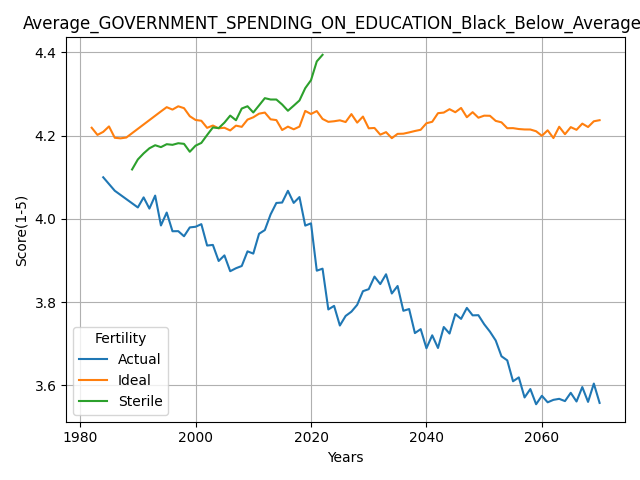 Average_GOVERNMENT_SPENDING_ON_EDUCATION_Black_Below_Average
4.4
4.2
4.0
3.8
3.6
Score(1-5)
Fertility
Actual
Ideal
Sterile
1980
2000
2020
2040
2060
Years